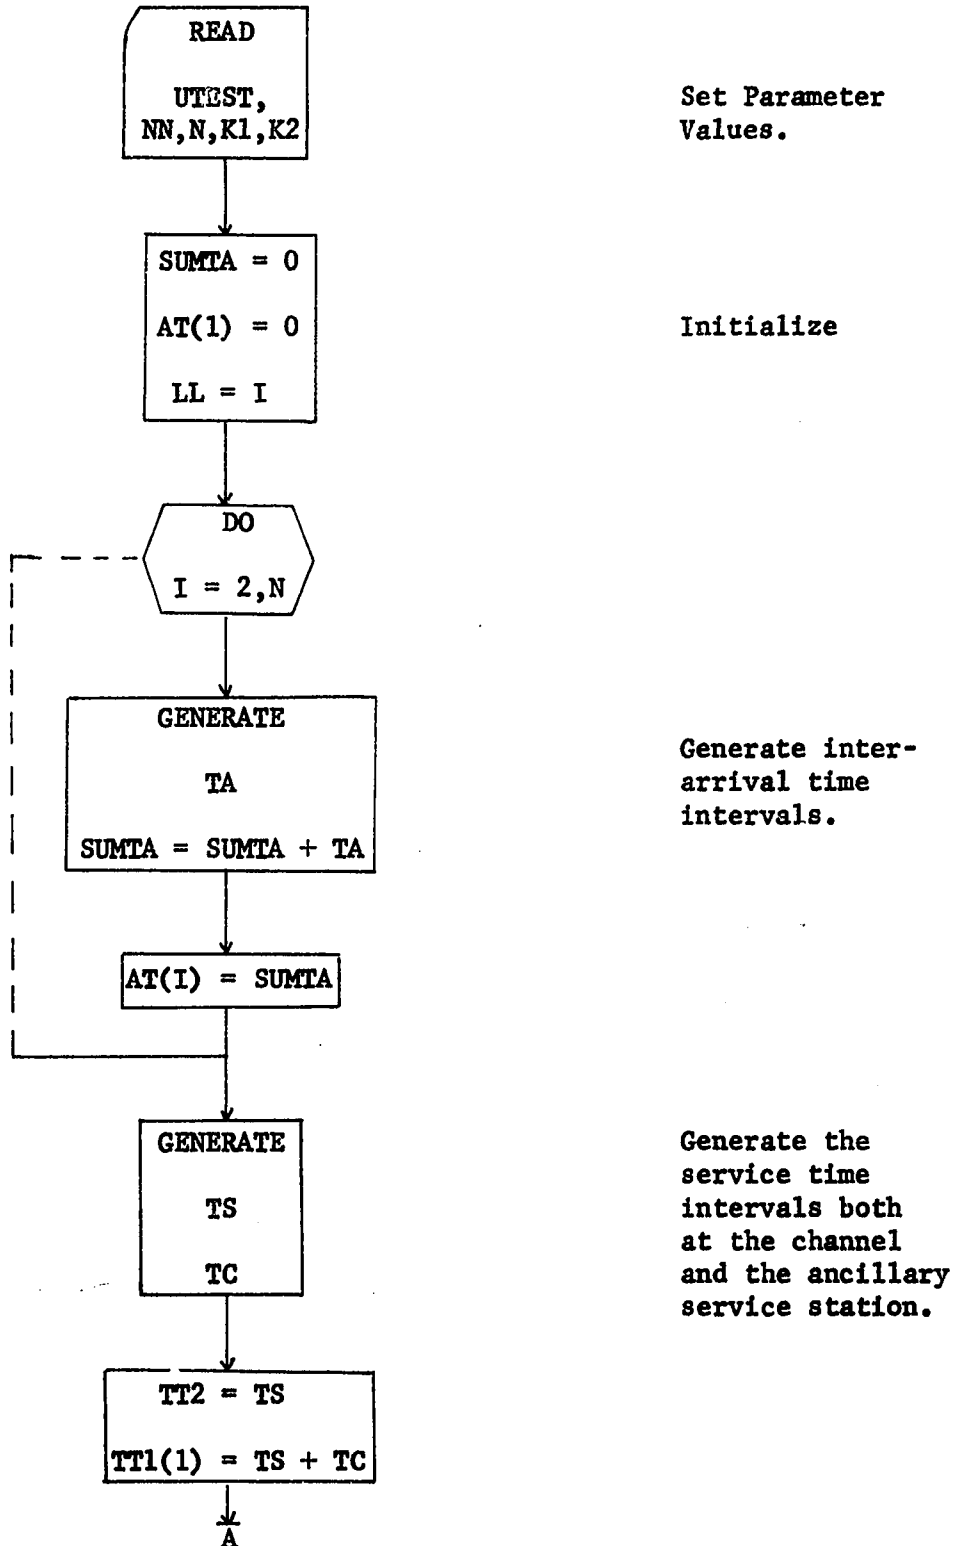 READ
UTEST,
NN,N,K1,K2
Set Parameter
Values.
SUMTA = 0
AT(1) = 0
LL = I
Initialize
DO
I = 2,N
GENERATE
TA
SUMTA = SUMTA + TA
Generate inter-
arrival time
intervals.
AT(I) = SUMTA
GENERATE
TS
TC
Generate the
service time
intervals both
at the channel
and the ancillary
service station.
TT2 = TS
TT1(1) = TS + TC
A